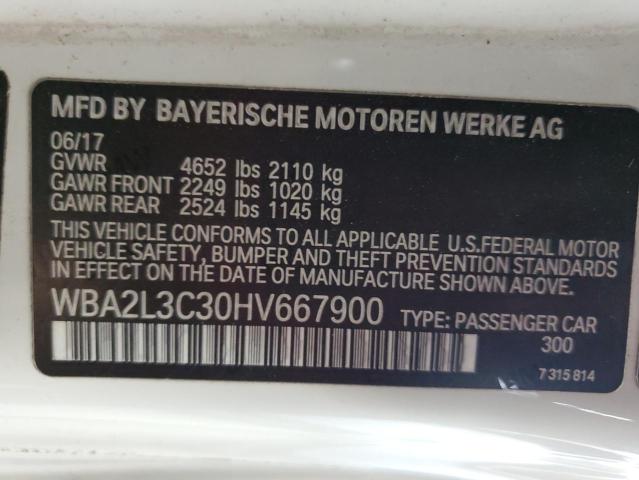 MFD BY BAYERISCHE MOTOREN WERKE AG
06/17
GVWR 4652 lbs 2110 kg
GAWR FRONT 2249 lbs 1020 kg
GAWR REAR 2524 lbs 1145 kg
THIS VEHICLE CONFORMS TO ALL APPLICABLE U.S.FEDERAL MOTOR
VEHICLE SAFETY, BUMPER AND THEFT PREVENTION STANDARDS
IN EFFECT ON THE DATE OF MANUFACTURE SHOWN ABOVE.
WBA2L3C30HV667900 TYPE: PASSENGER CAR
300
7 315 814